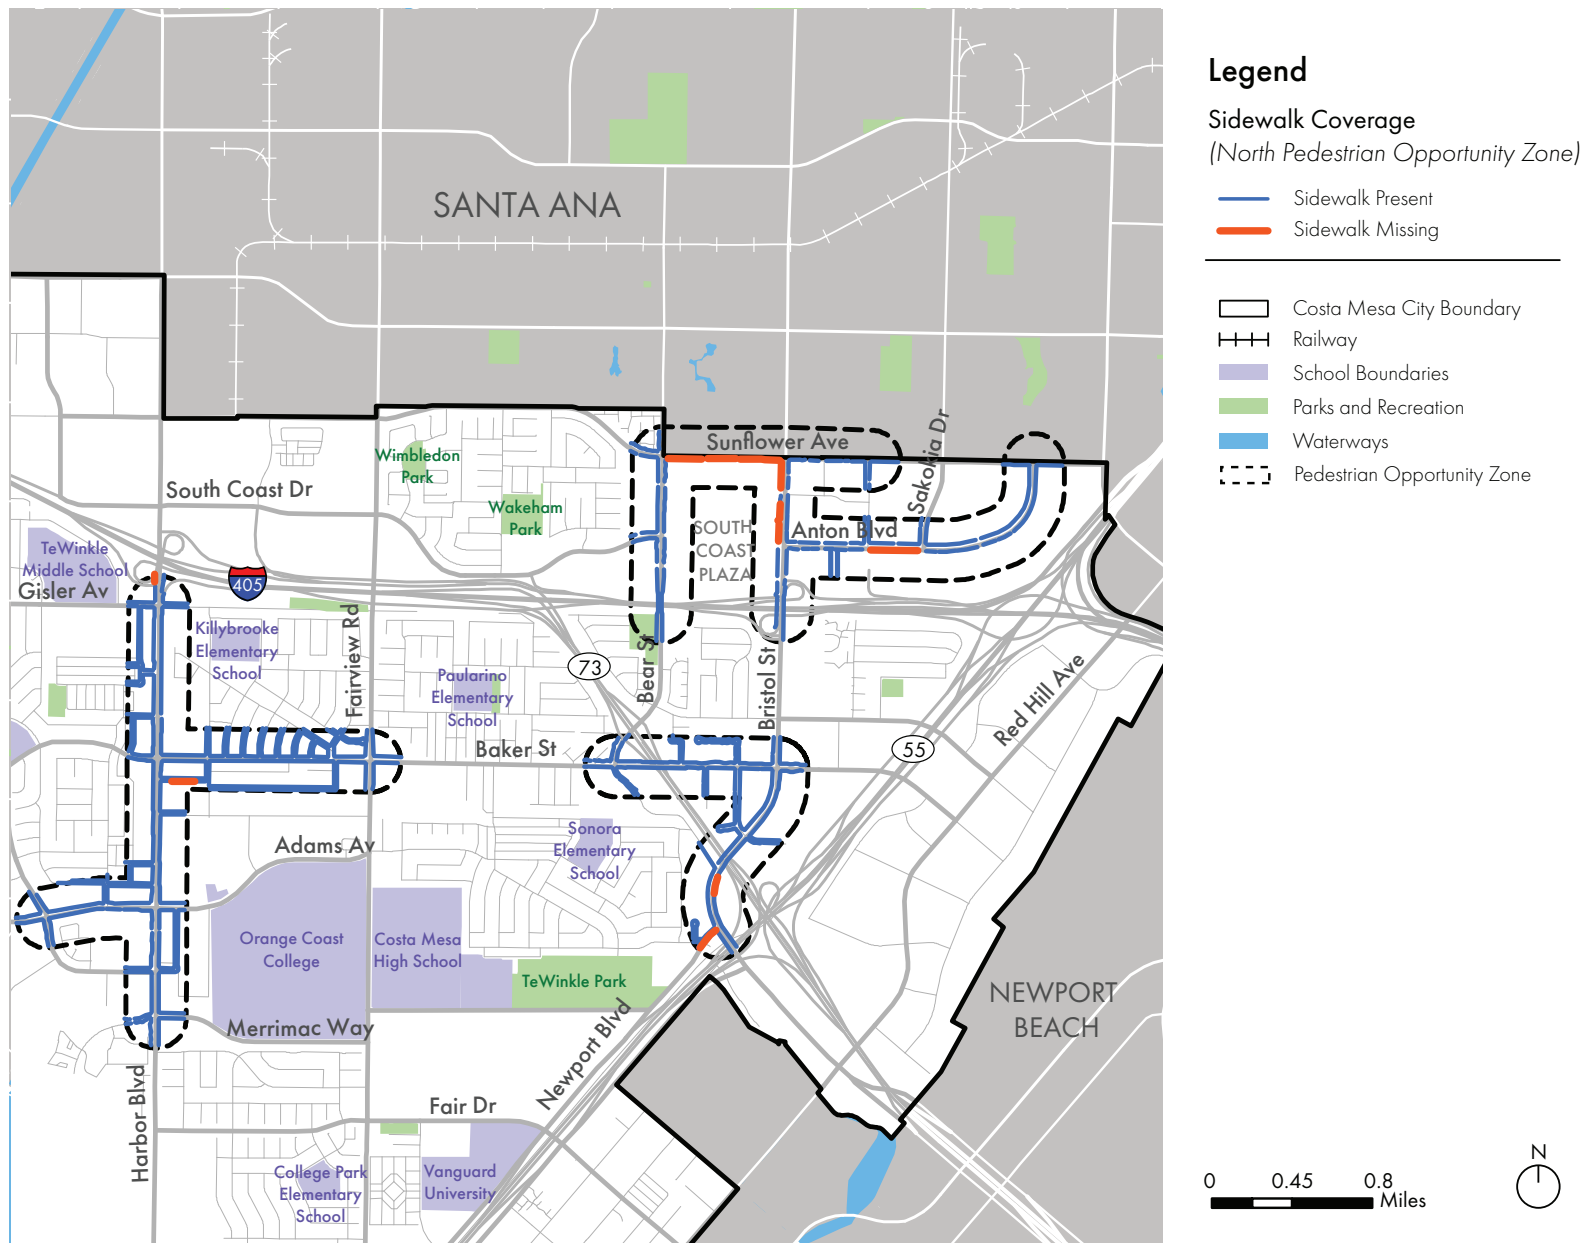 SANTA ANA
Sunflower Ave
Sakokia Dr
Wimbledon
Park
South Coast Dr
Wakeham
Park
SOUTH
COAST
PLAZA
Anton Blvd
TeWinkle
Middle School
Gisler Av
405
Killybrooke
Elementary
School
Fairview Rd
73
Bear St
Bristol St
Paularino
Elementary
School
Red Hill Ave
Baker St
55
Adams Av
Sonora
Elementary
School
Orange Coast
College
Costa Mesa
High School
TeWinkle Park
NEWPORT
BEACH
Merrimac Way
Newport Blvd
Harbor Blvd
Fair Dr
College Park
Elementary
School
Vanguard
University
Legend
Sidewalk Coverage
(North Pedestrian Opportunity Zone)
Sidewalk Present
Sidewalk Missing
Costa Mesa City Boundary
Railway
School Boundaries
Parks and Recreation
Waterways
Pedestrian Opportunity Zone
N
0 0.45 0.8
Miles